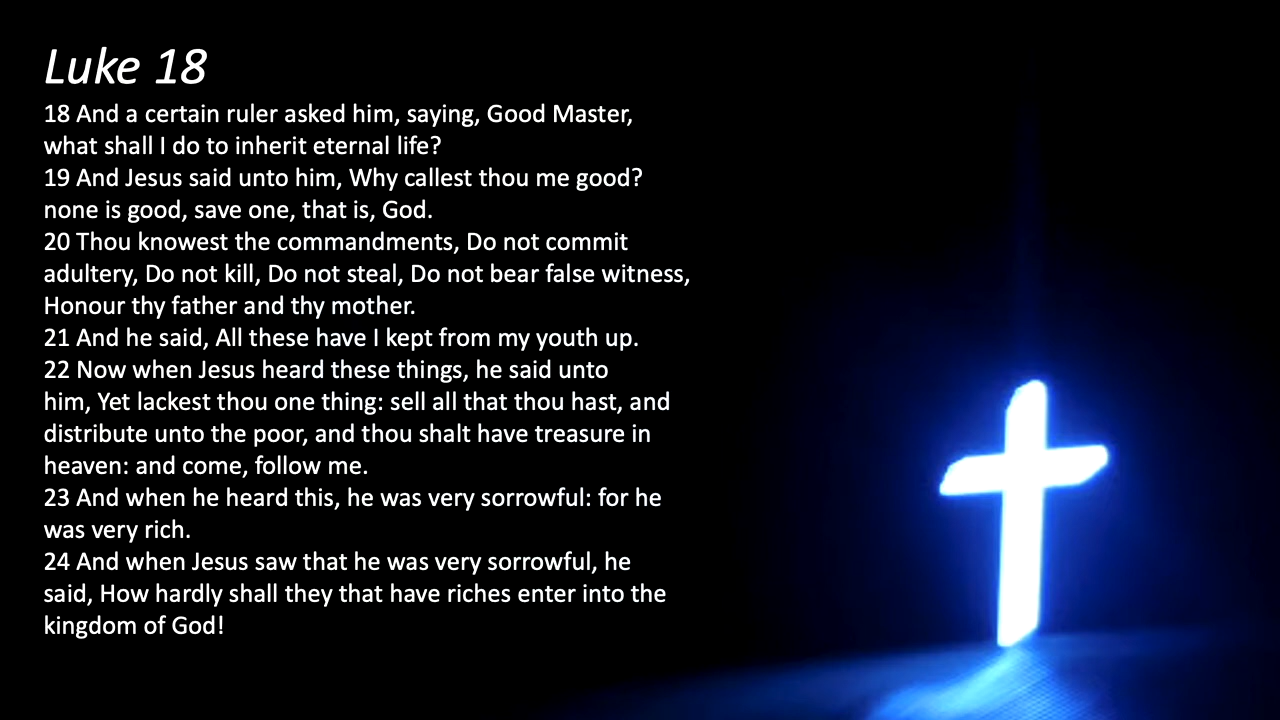 Luke 18
18 And a certain ruler asked him, saying, Good Master,
what shall I do to inherit eternal life?
19 And Jesus said unto him, Why callest thou me good?
none is good, save one, that is, God.
20 Thou knowest the commandments, Do not commit
adultery, Do not kill, Do not steal, Do not bear false witness,
Honour thy father and thy mother.
21 And he said, All these have I kept from my youth up.
22 Now when Jesus heard these things, he said unto
him, Yet lackest thou one thing: sell all that thou hast, and
distribute unto the poor, and thou shalt have treasure in
heaven: and come, follow me.
23 And when he heard this, he was very sorrowful: for he
was very rich.
24 And when Jesus saw that he was very sorrowful, he
said, How hardly shall they that have riches enter into the
kingdom of God!